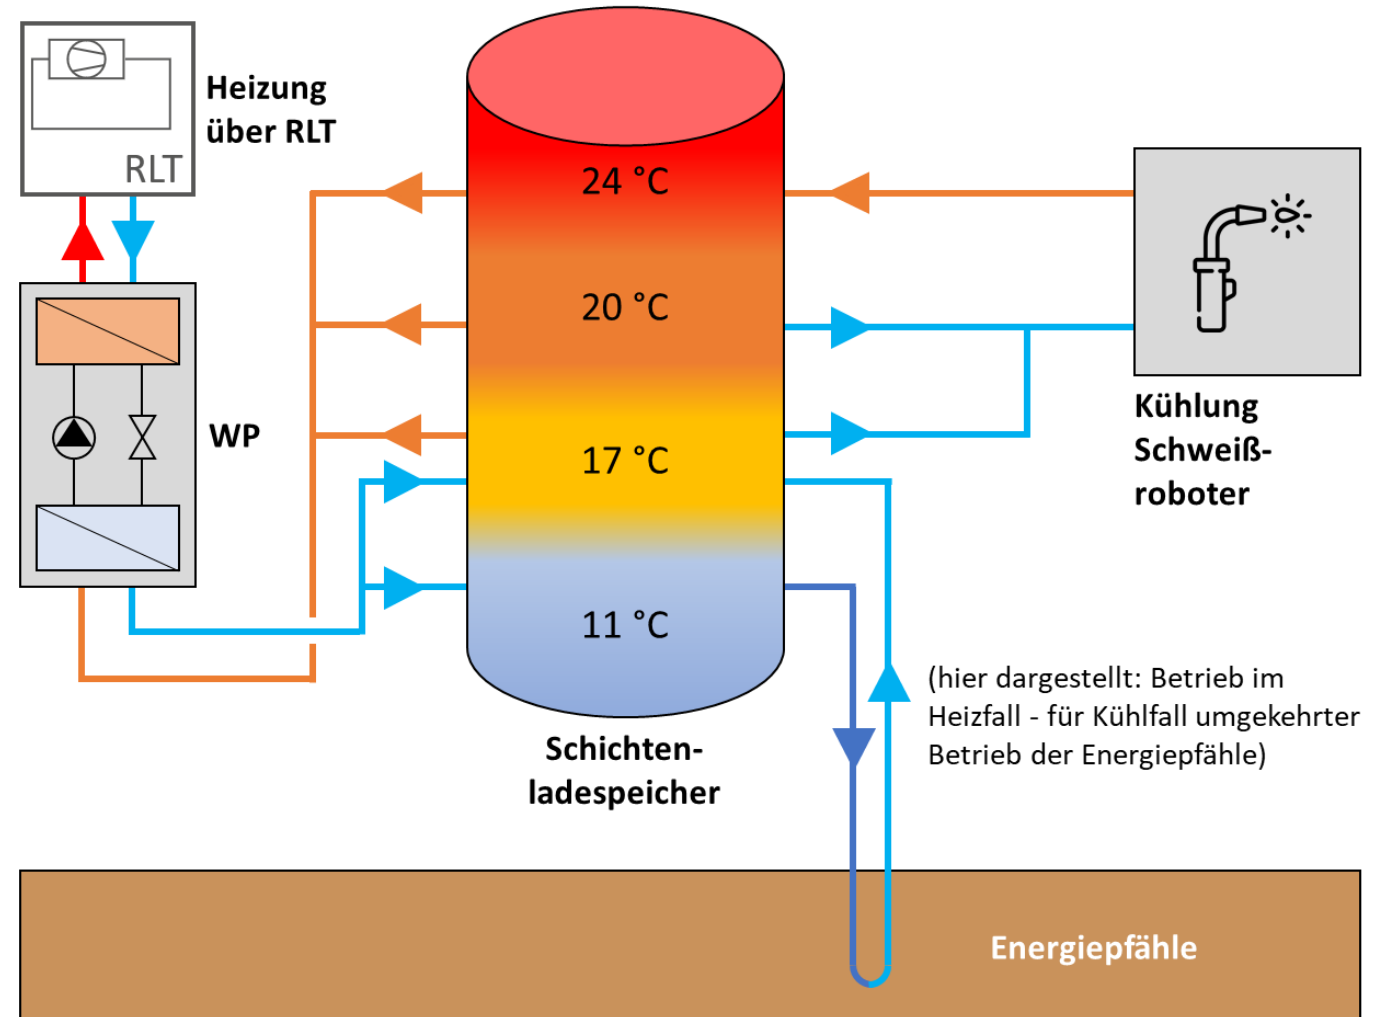 Heizung
über RLT
RLT
WP
24 °C
20 °C
17 °C
11 °C
Schichten-
ladespeicher
Kühlung
Schweiß-
roboter
(hier dargestellt: Betrieb im
Heizfall - für Kühlfall umgekehrter
Betrieb der Energiepfähle)
Energiepfähle